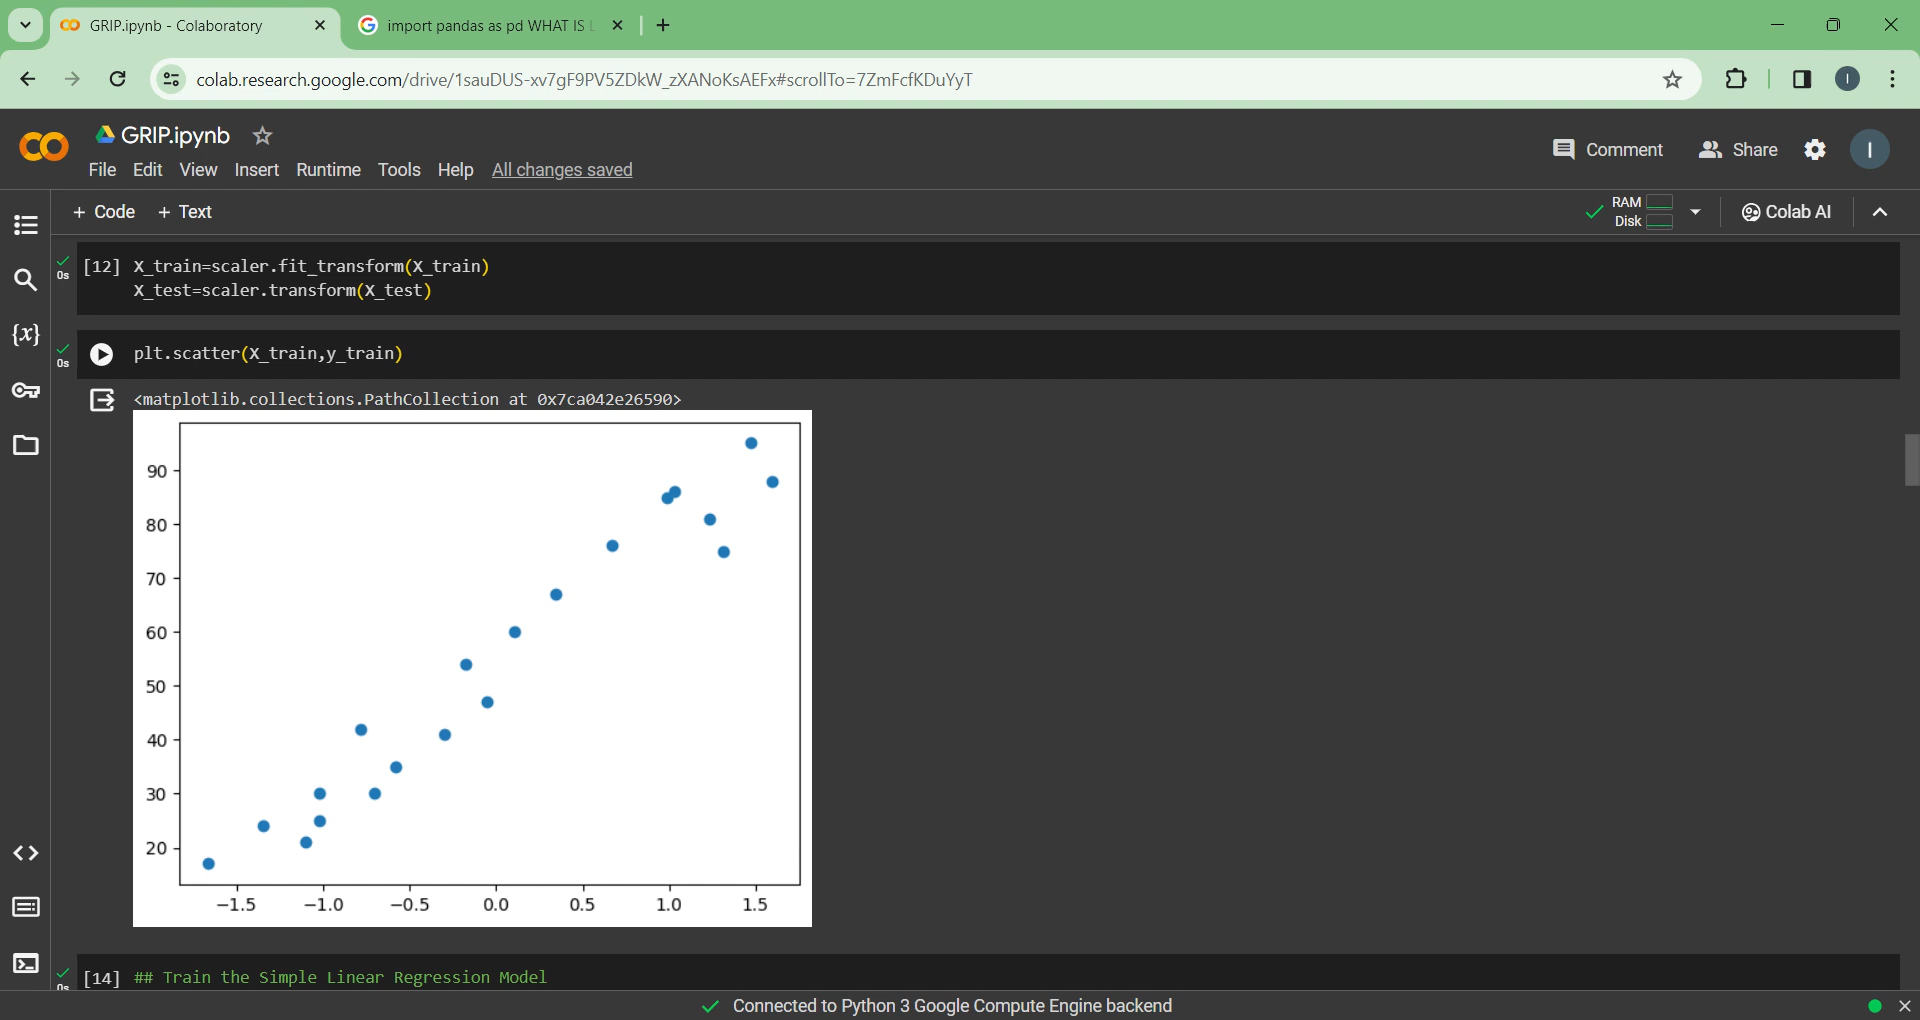 GRIP.ipynb - Colaboratory
import pandas as pd WHAT IS
colab.research.google.com/drive/1sauDUS-xv7gF9PV5ZDkW_zXANoKsAEFx#scrollTo=7ZmFcfKDuYyT
I
GRIP.ipynb
Comment
Share
I
File Edit View Insert Runtime Tools Help All changes saved
+ Code + Text
RAM
Disk
Colab AI
0s
[12] X_train=scaler.fit_transform(X_train)
X_test=scaler.transform(X_test)
{x}
0s
plt.scatter(X_train,y_train)
<matplotlib.collections.PathCollection at 0x7ca042e26590>
90
80
70
60
50
40
30
20
−1.5 −1.0 −0.5 0.0 0.5 1.0 1.5
0s
[14] ## Train the Simple Linear Regression Model
Connected to Python 3 Google Compute Engine backend